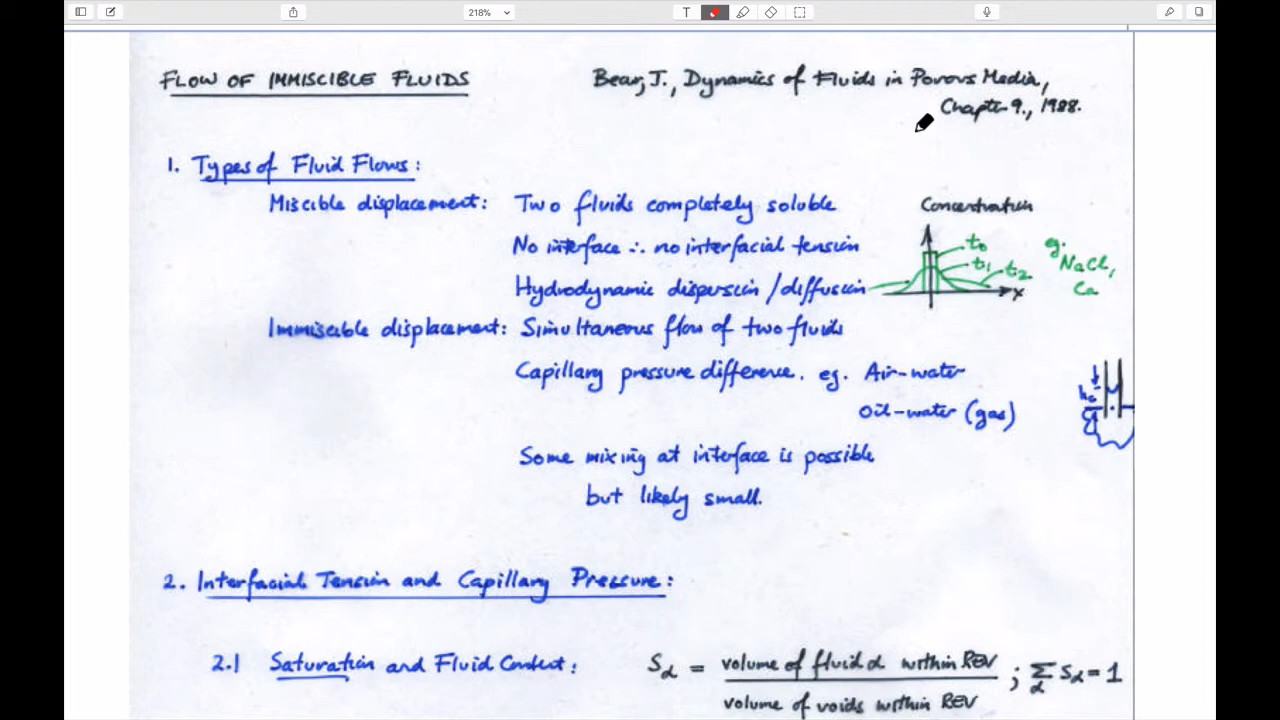 218%
T
FLOW OF IMMISCIBLE FLUIDS
Bear, J., Dynamics of Fluids in Porous Media,
Chapter 9., 1988.
1. Types of Fluid Flows:
Miscible displacement: Two fluids completely soluble
No interface ∴ no interfacial tension
Hydrodynamic dispersion / diffusion
Concentration
t₀
t₁
t₂
x
eg.
NaCl,
Ca
Immiscible displacement: Simultaneous flow of two fluids
Capillary pressure difference. eg. Air-water
Oil-water (gas)
Some mixing at interface is possible
but likely small.
2. Interfacial Tension and Capillary Pressure:
2.1 Saturation and Fluid Content: Sα = volume of fluid α within REV / volume of voids within REV ; Σα Sα = 1